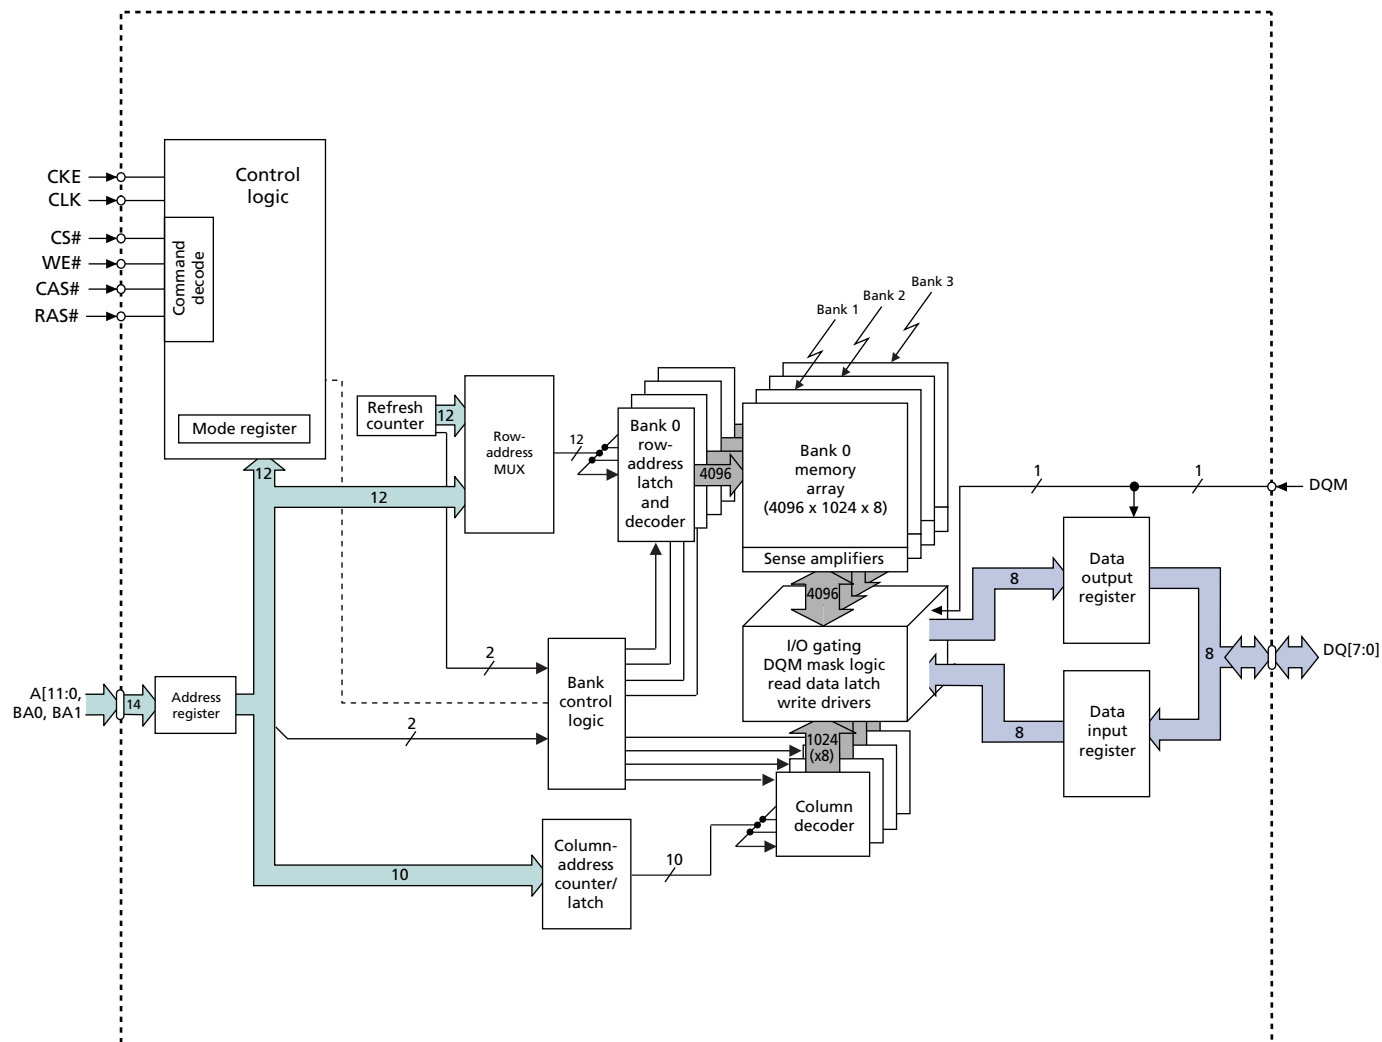 CKE
CLK
CS#
WE#
CAS#
RAS#
Control
logic
Command
decode
Mode register
12
Refresh
counter
12
12
Row-
address
MUX
12
Bank 0
row-
address
latch
and
decoder
4096
Bank 1
Bank 2
Bank 3
Bank 0
memory
array
(4096 x 1024 x 8)
Sense amplifiers
4096
I/O gating
DQM mask logic
read data latch
write drivers
1024
(x8)
Column
decoder
2
2
Bank
control
logic
A[11:0,
BA0, BA1
14
Address
register
10
Column-
address
counter/
latch
10
1
1
DQM
8
Data
output
register
8
DQ[7:0]
8
Data
input
register